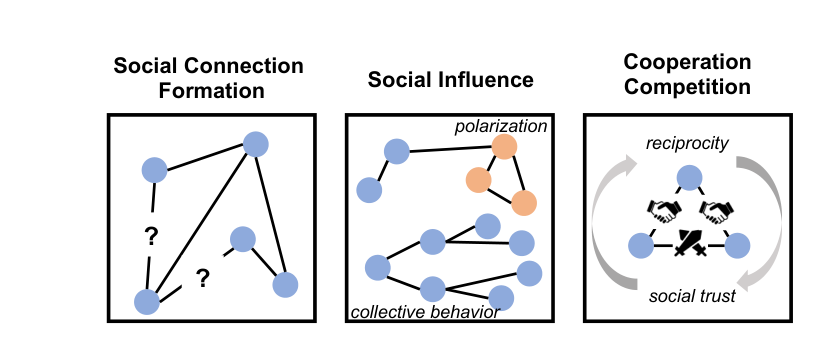 Social Connection
Formation
Social Influence
Cooperation
Competition
?
?
polarization
collective behavior
reciprocity
social trust